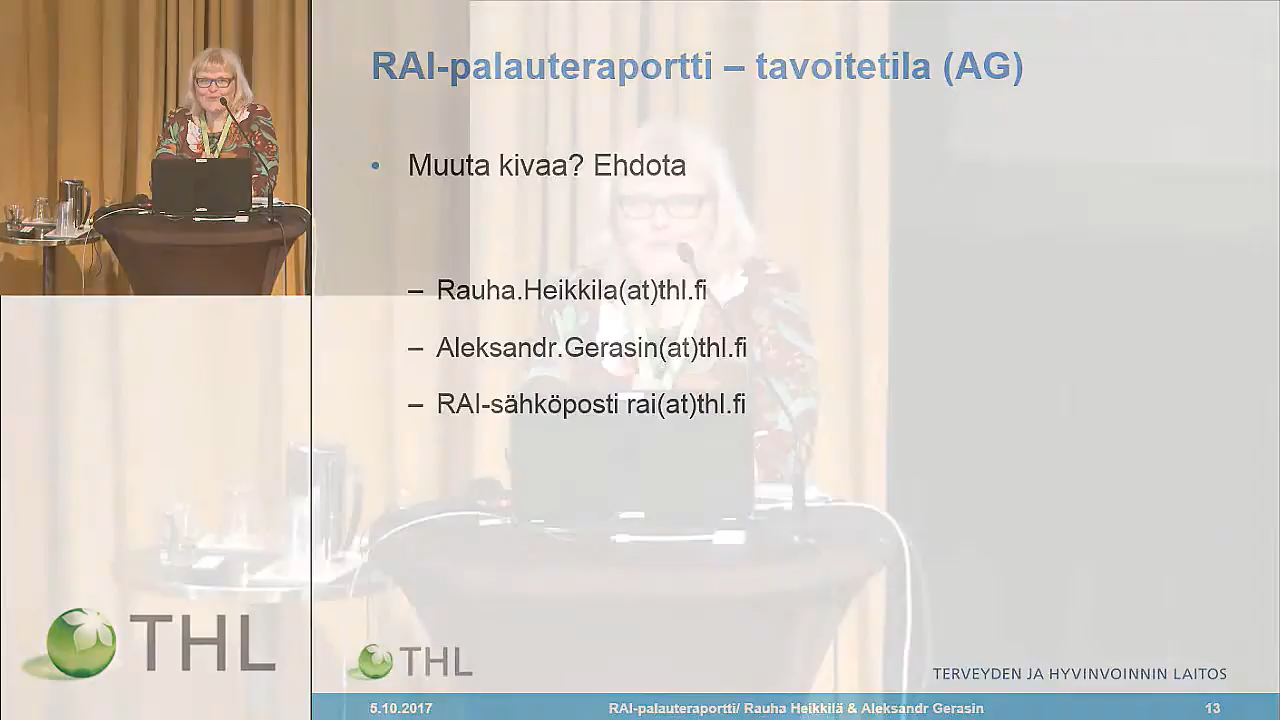 RAI-palauteraportti – tavoitetila (AG)
• Muuta kivaa? Ehdota
– Rauha.Heikkila(at)thl.fi
– Aleksandr.Gerasin(at)thl.fi
– RAI-sähköposti rai(at)thl.fi
THL
THL
TERVEYDEN JA HYVINVOINNIN LAITOS
5.10.2017
RAI-palauteraportti/ Rauha Heikkilä & Aleksandr Gerasin
13